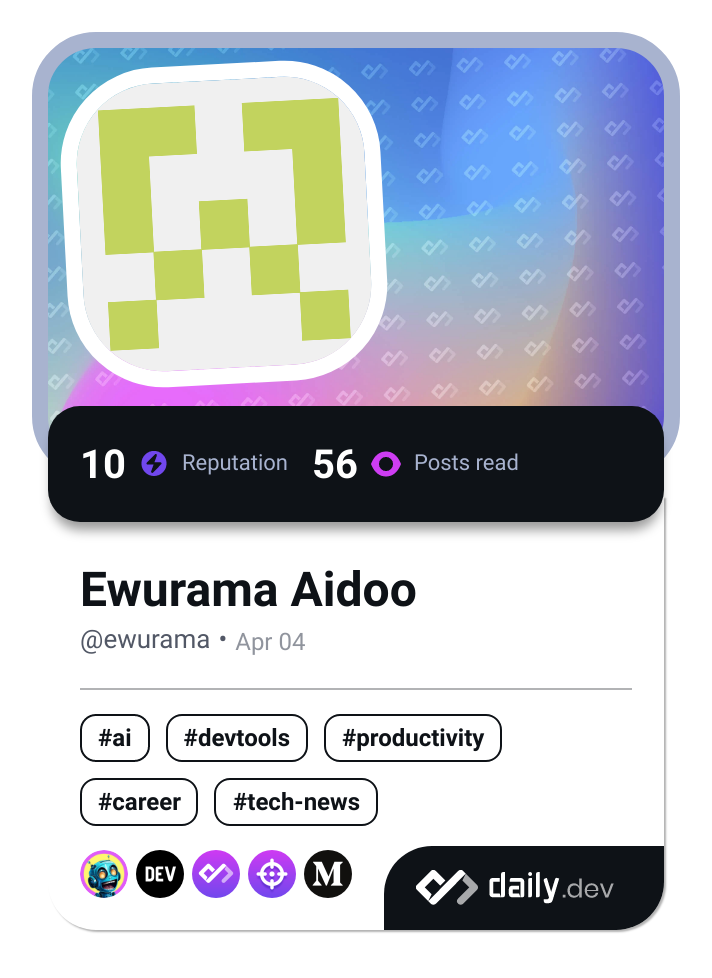 10 Reputation 56 Posts read
Ewurama Aidoo
@ewurama • Apr 04
#ai #devtools #productivity
#career #tech-news
DEV M
daily.dev